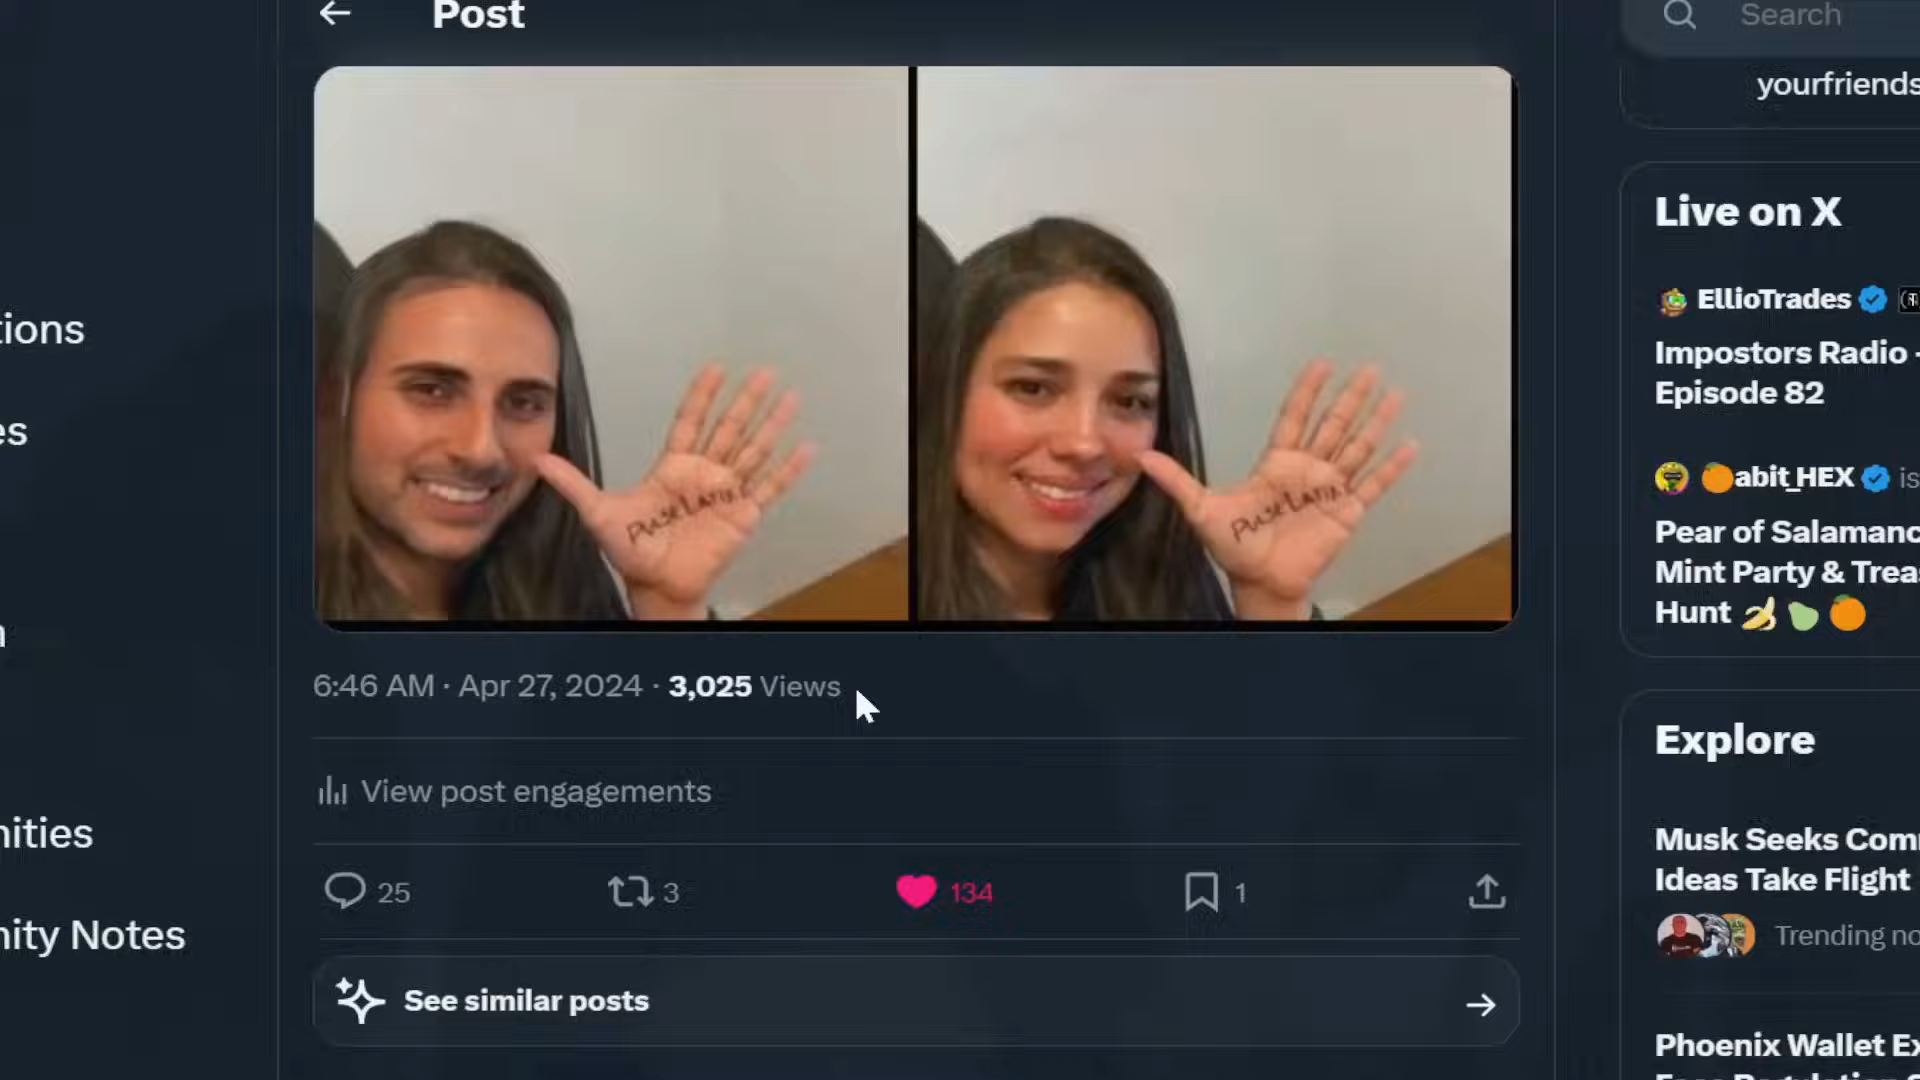 Post
Search
yourfriends
Live on X
tions
EllioTrades
Impostors Radio -
Episode 82
es
abit_HEX is
Pear of Salamanc
Mint Party & Trea
Hunt
6:46 AM · Apr 27, 2024 · 3,025 Views
Explore
View post engagements
nities
Musk Seeks Com
Ideas Take Flight
25 3 134 1
nity Notes
Trending no
See similar posts
Phoenix Wallet Ex